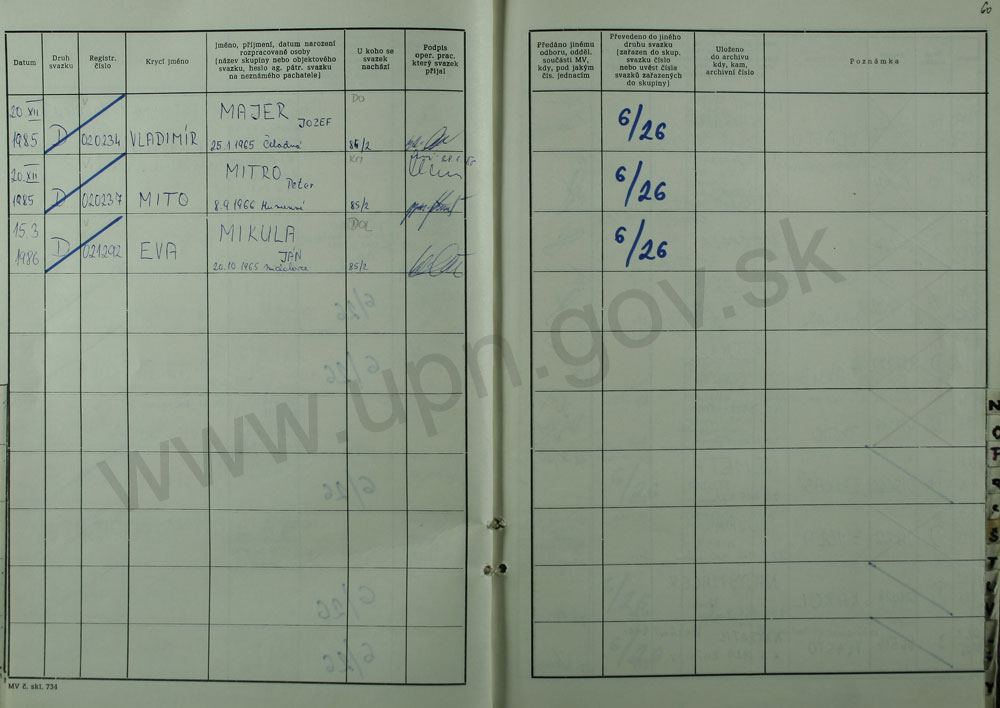 60
Datum
Druh
svazku
Registr.
číslo
Krycí jméno
Jméno, příjmení, datum narození
rozpracované osoby
(název skupiny nebo objektového
svazku, heslo ag. pátr. svazku
na neznámého pachatele)
U koho se
svazek
nachází
Podpis
oper. prac.
který svazek
přijal
Předáno jinému
odboru, odděl.
součásti MV,
kdy, pod jakým
čís. jednacím
Převedeno do jiného
druhu svazku
(zařazen do skup.
svazku číslo
nebo uvést čísla
svazků zařazených
do skupiny)
Uloženo
do archivu
kdy, kam,
archivní číslo
Poznámka
20. XII
1985
D
020234
VLADIMÍR
MAJER
JOZEF
25.1.1965 Čeladná
DO
85/2
6/26
20. XII
1985
D
020237
MITO
MITRO
Peter
8.9.1966 Humenné
85/2
6/26
15.3
1986
D
021292
EVA
MIKULA
JÁN
20.10.1965
DOL
85/2
6/26
www.upn.gov.sk
MV č. skl. 734
N